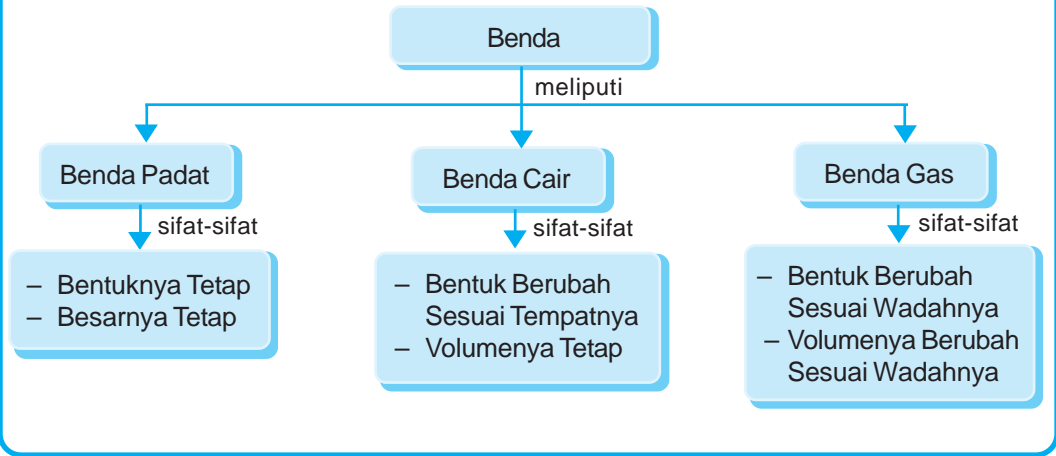 Benda
meliputi
Benda Padat
Benda Cair
Benda Gas
sifat-sifat
sifat-sifat
sifat-sifat
– Bentuknya Tetap
– Besarnya Tetap
– Bentuk Berubah
Sesuai Tempatnya
– Volumenya Tetap
– Bentuk Berubah
Sesuai Wadahnya
– Volumenya Berubah
Sesuai Wadahnya